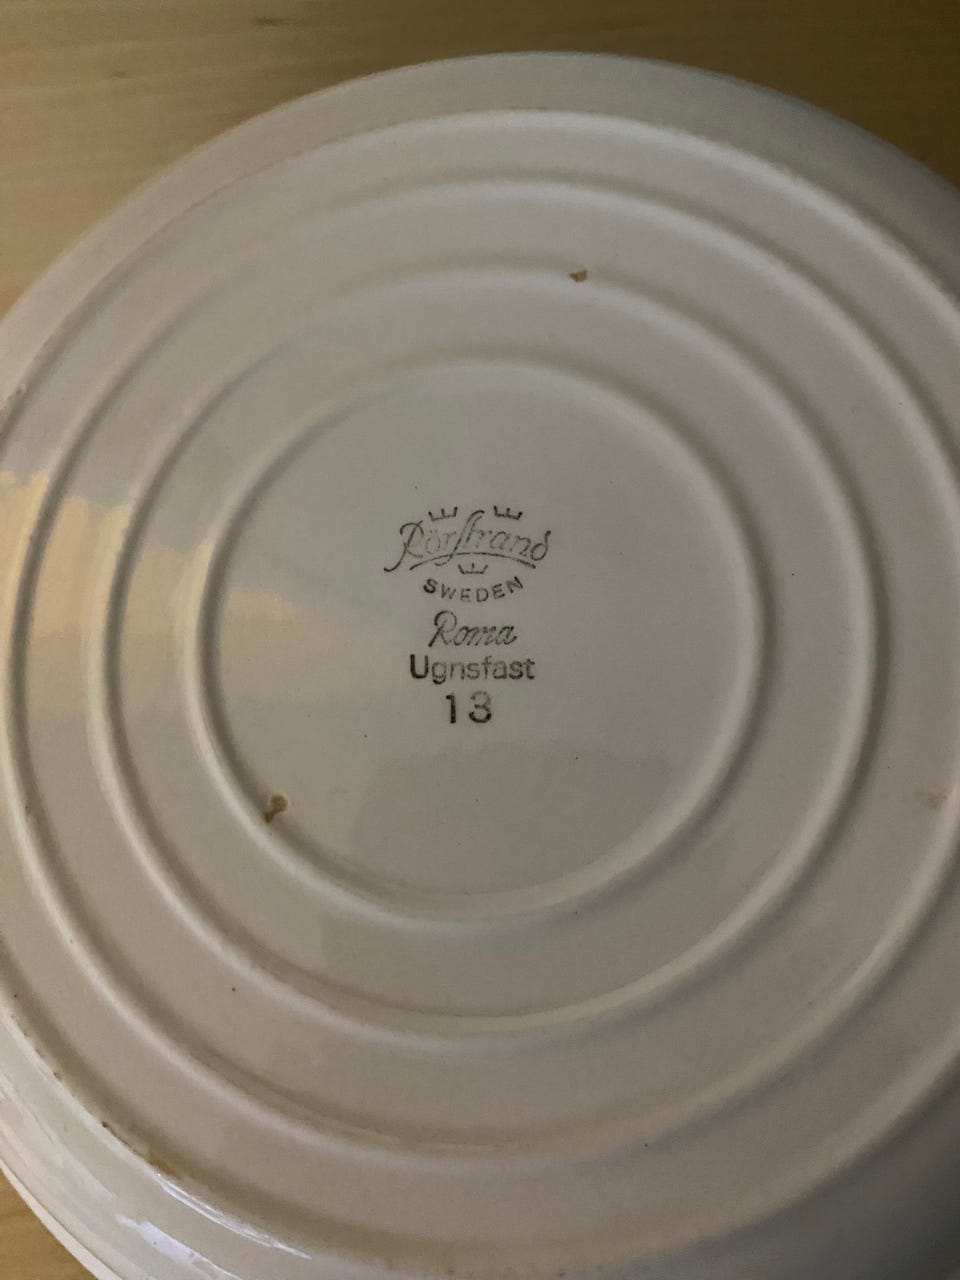 Rörstrand
SWEDEN
Roma
Ugnsfast
13